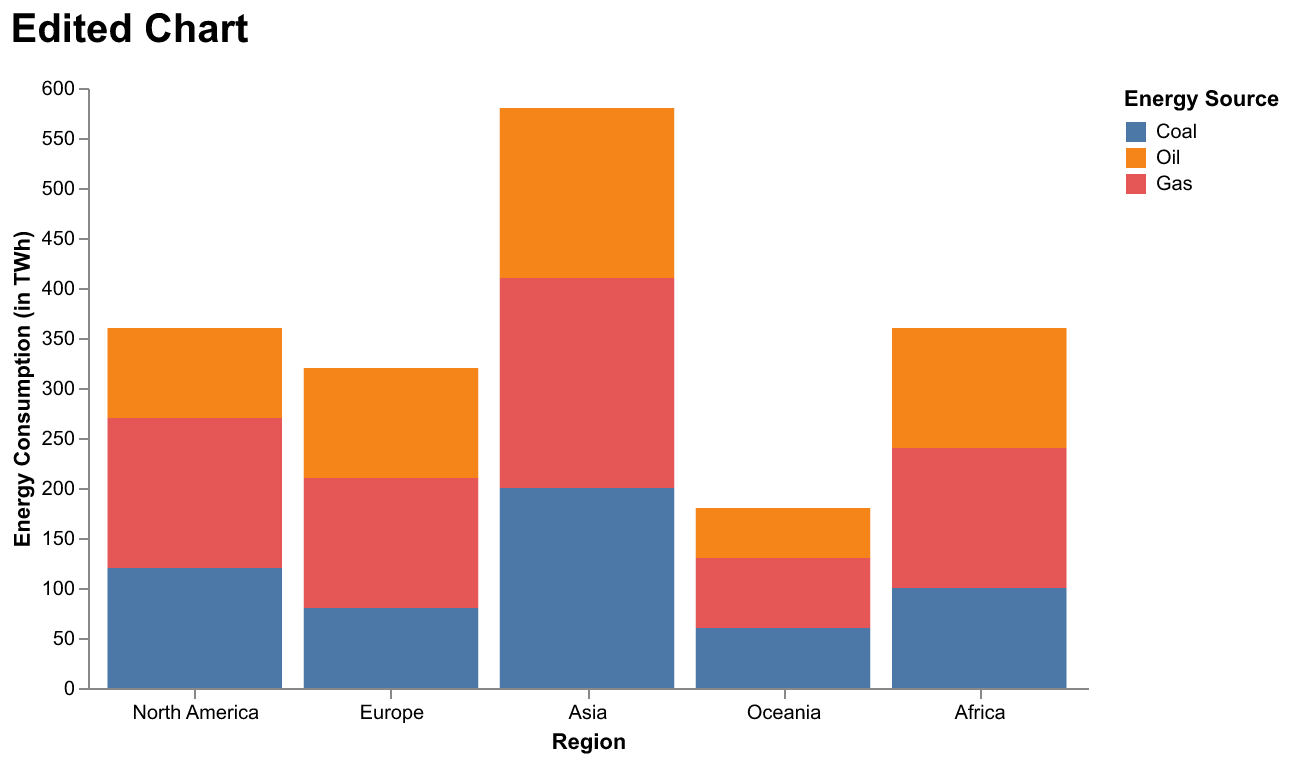 Edited Chart
Energy Consumption (in TWh)
600
550
500
450
400
350
300
250
200
150
100
50
0
North America Europe Asia Oceania Africa
Region
Energy Source
Coal
Oil
Gas